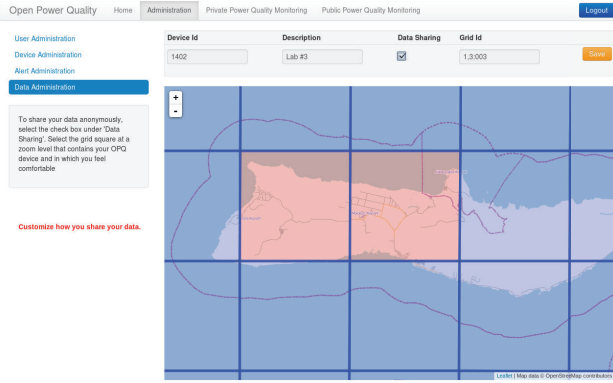 Open Power Quality
Home
Administration
Private Power Quality Monitoring
Public Power Quality Monitoring
Logout
User Administration
Device Administration
Alert Administration
Data Administration
To share your data anonymously,
select the check box under 'Data
Sharing'. Select the grid square at a
zoom level that contains your OPQ
device and in which you feel
comfortable
Customize how you share your data.
Device Id
Description
Data Sharing
Grid Id
1402
Lab #3
1,3:003
Save
+
-
Leaflet | Map data © OpenStreetMap contributors